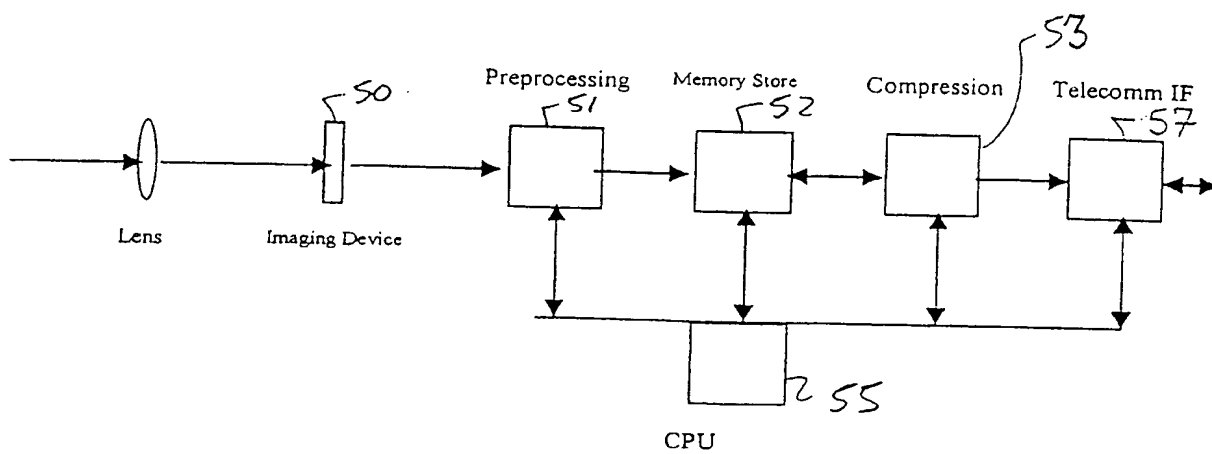 53
50
Preprocessing
Memory Store
Compression
Telecomm IF
51
52
57
Lens
Imaging Device
55
CPU